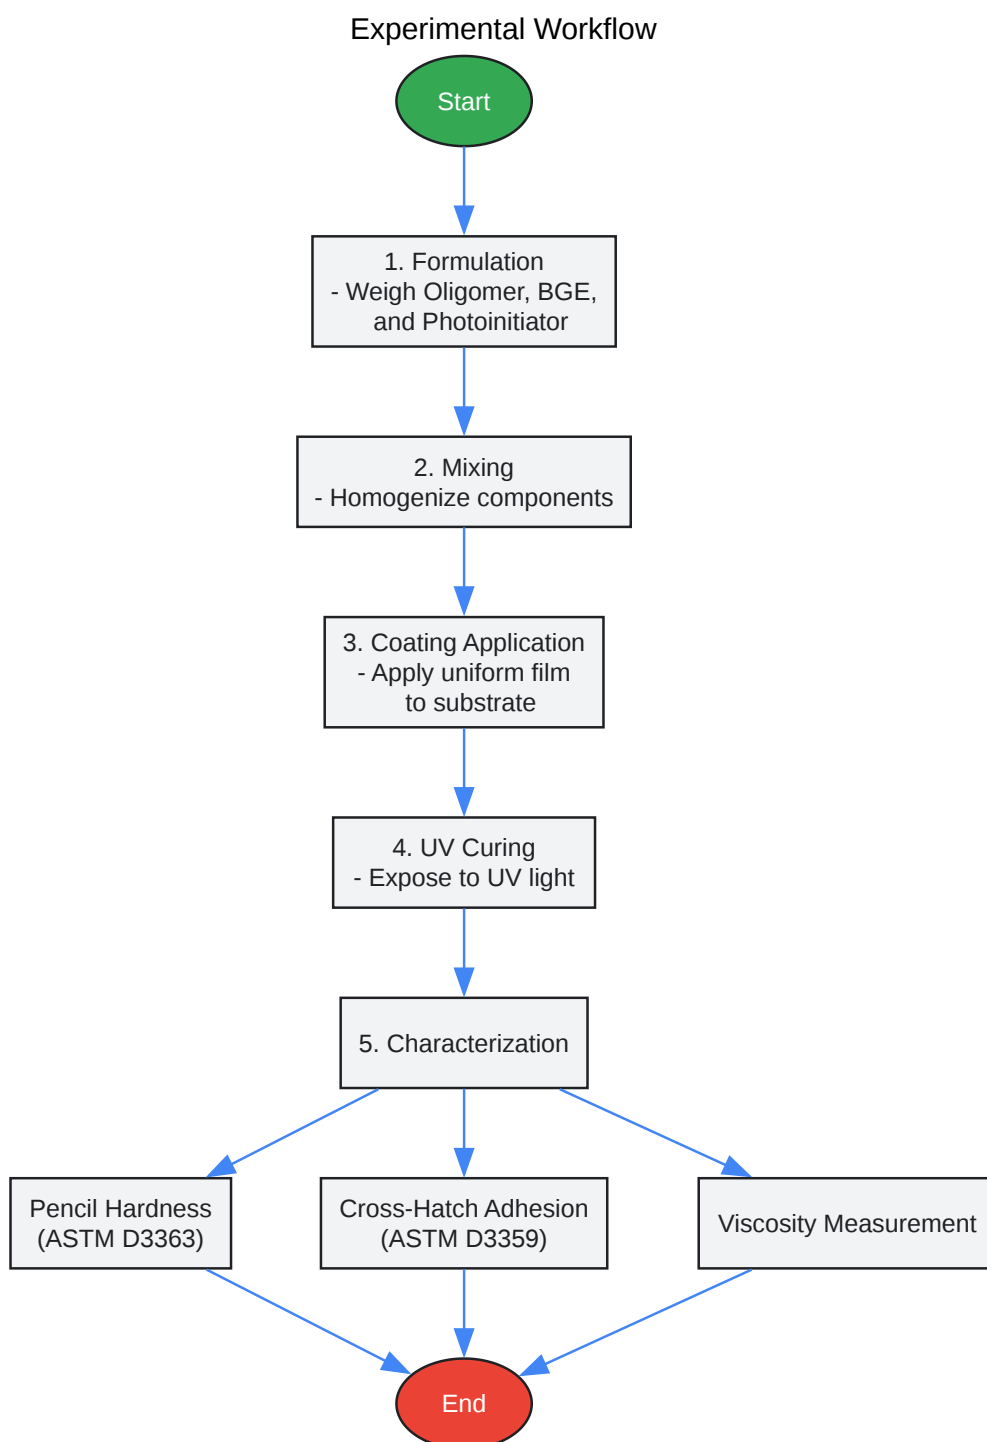 Experimental Workflow
Start
1. Formulation
- Weigh Oligomer, BGE,
and Photoinitiator
2. Mixing
- Homogenize components
3. Coating Application
- Apply uniform film
to substrate
4. UV Curing
- Expose to UV light
5. Characterization
Pencil Hardness
(ASTM D3363)
Cross-Hatch Adhesion
(ASTM D3359)
Viscosity Measurement
End